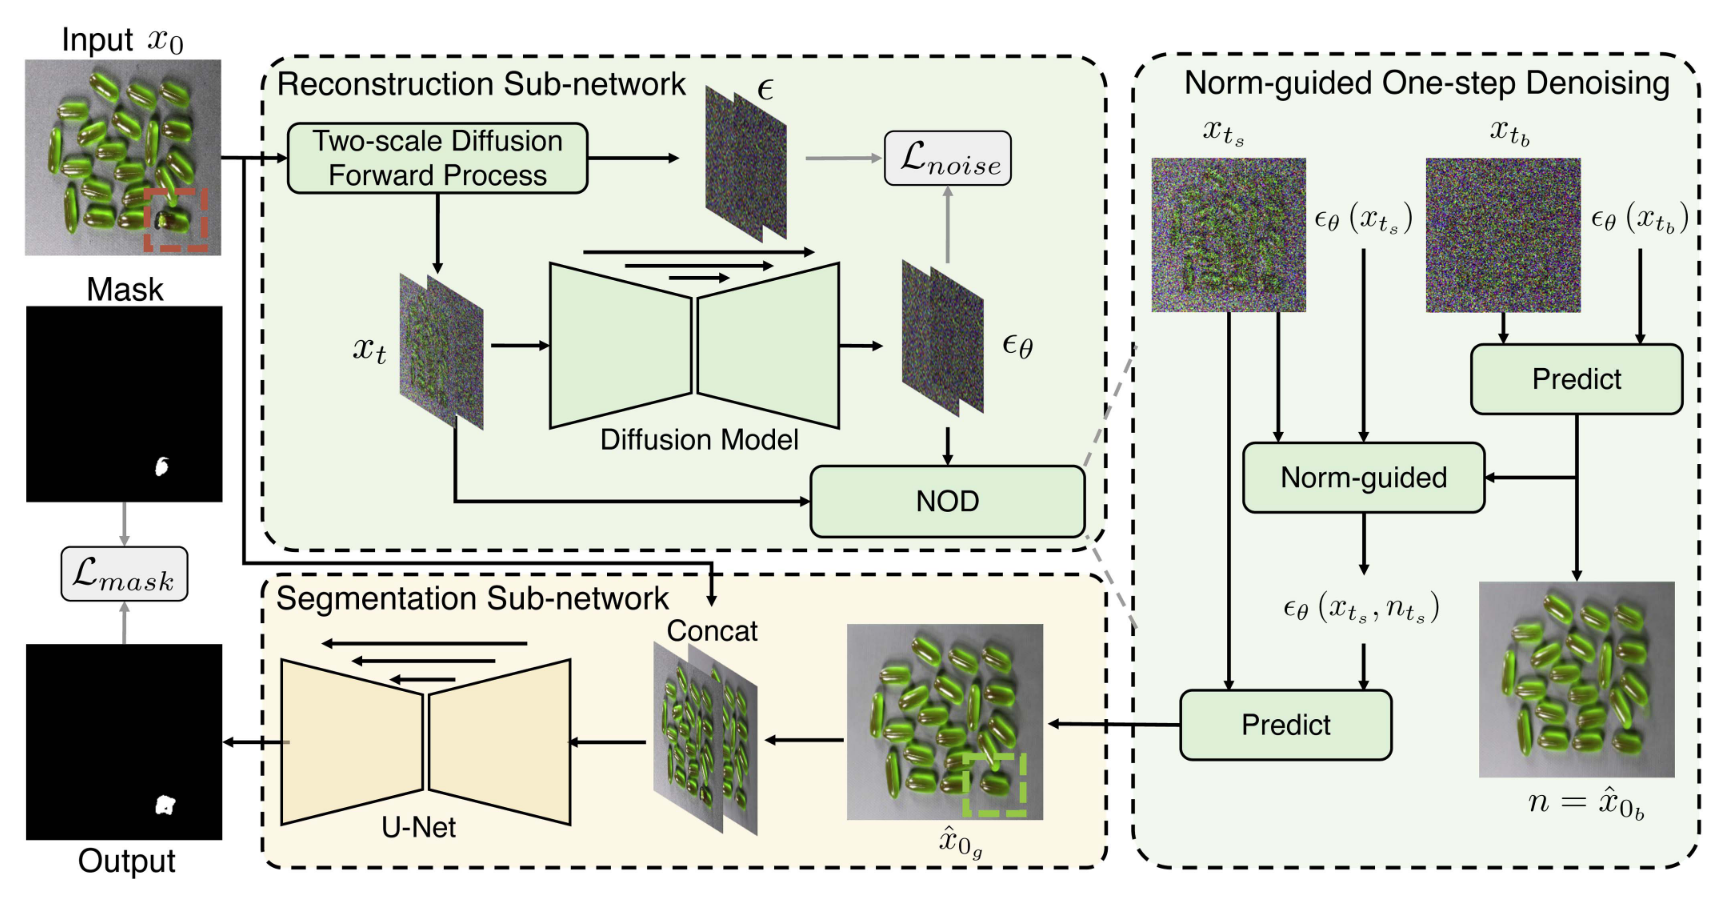 Input x₀
Mask
ℒ_mask
Output
Reconstruction Sub-network
Two-scale Diffusion
Forward Process
ϵ
ℒ_noise
x_t
Diffusion Model
ϵ_θ
NOD
Segmentation Sub-network
Concat
U-Net
x̂_{0_g}
Norm-guided One-step Denoising
x_{t_s}
x_{t_b}
ϵ_θ (x_{t_s})
ϵ_θ (x_{t_b})
Predict
Norm-guided
ϵ_θ (x_{t_s}, n_{t_s})
Predict
n = x̂_{0_b}